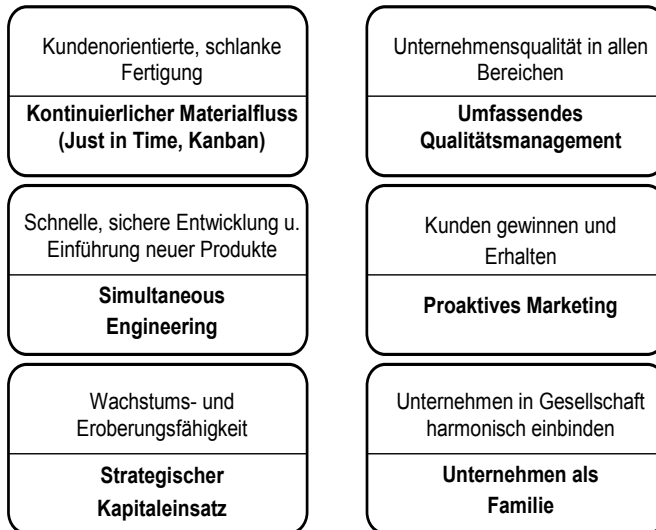 Kundenorientierte, schlanke
Fertigung
Kontinuierlicher Materialfluss
(Just in Time, Kanban)
Unternehmensqualität in allen
Bereichen
Umfassendes
Qualitätsmanagement
Schnelle, sichere Entwicklung u.
Einführung neuer Produkte
Simultaneous
Engineering
Kunden gewinnen und
Erhalten
Proaktives Marketing
Wachstums- und
Eroberungsfähigkeit
Strategischer
Kapitaleinsatz
Unternehmen in Gesellschaft
harmonisch einbinden
Unternehmen als
Familie